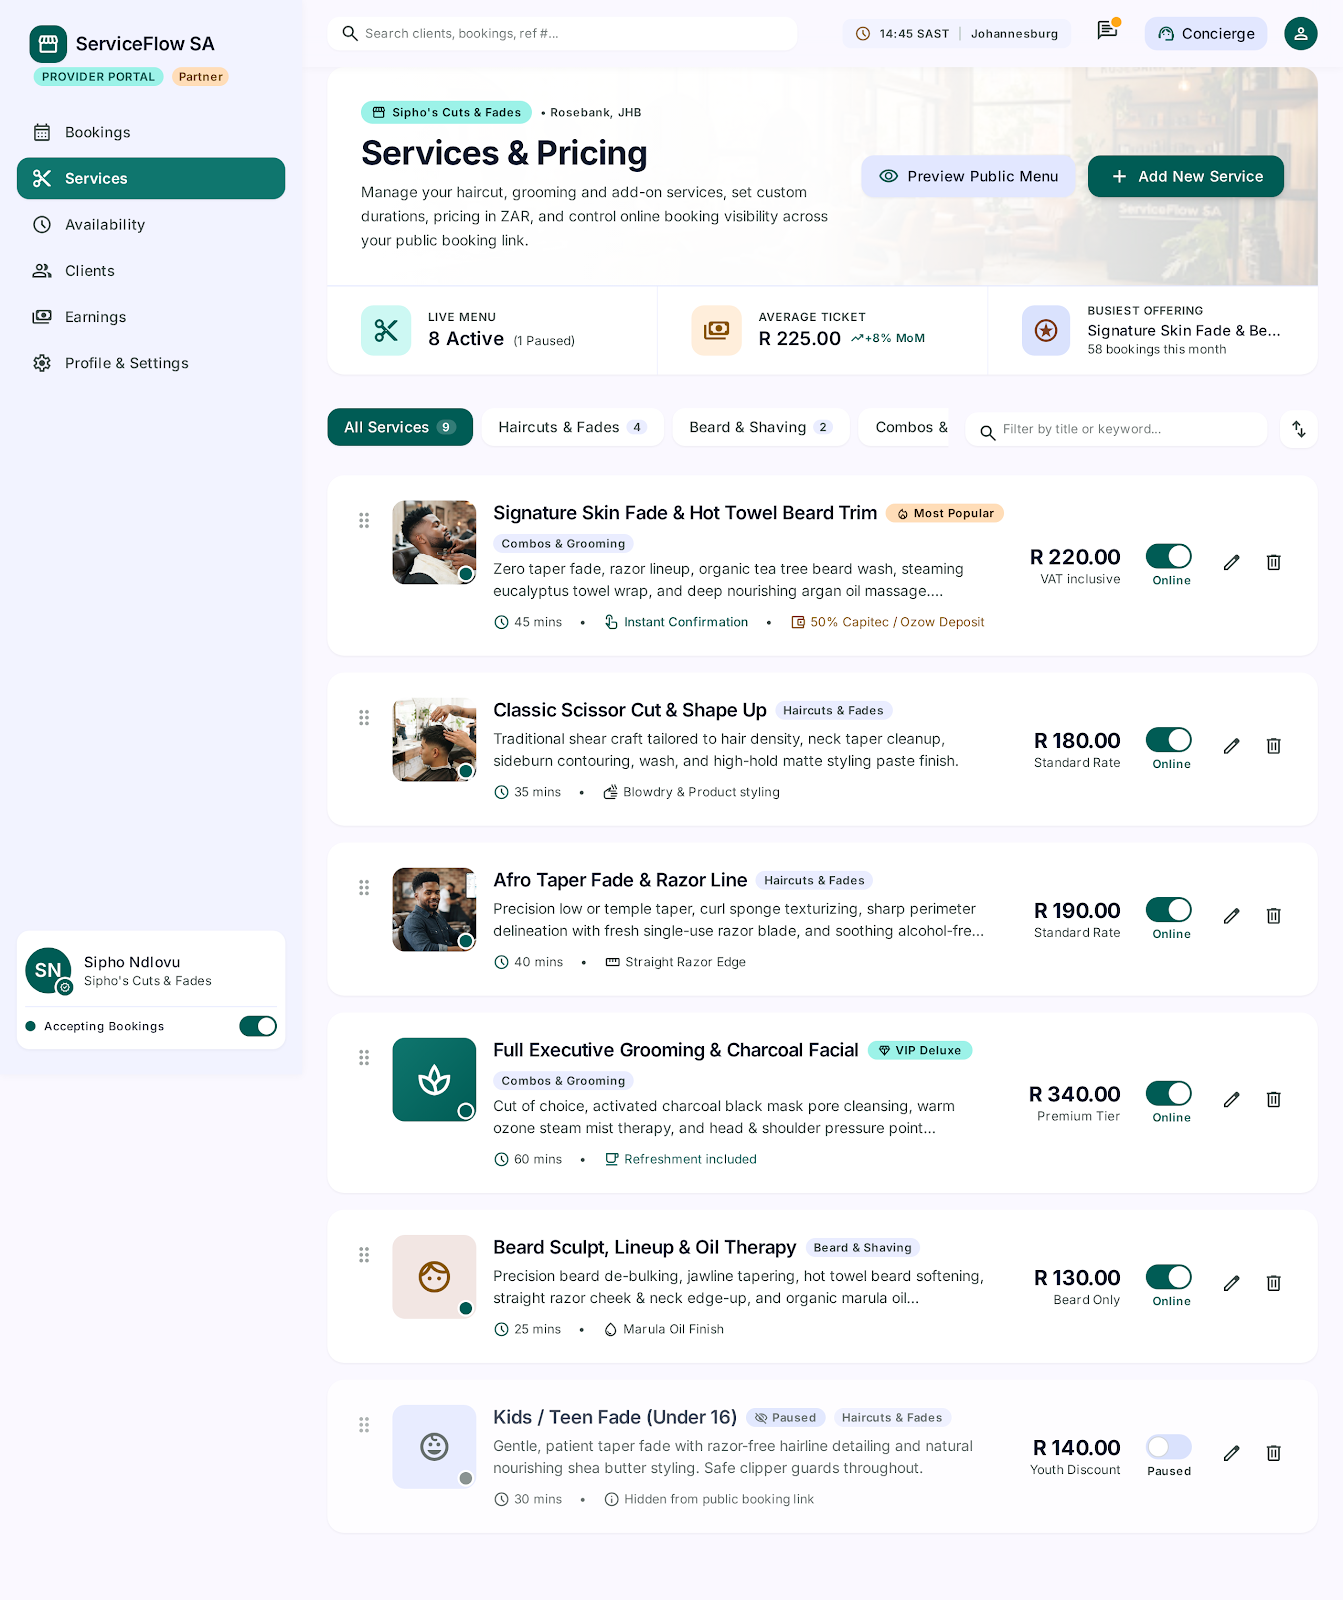 ServiceFlow SA
PROVIDER PORTAL Partner
Bookings
Services
Availability
Clients
Earnings
Profile & Settings
SN
Sipho Ndlovu
Sipho's Cuts & Fades
Accepting Bookings
Search clients, bookings, ref #...
14:45 SAST | Johannesburg
Concierge
Sipho's Cuts & Fades • Rosebank, JHB
Services & Pricing
Manage your haircut, grooming and add-on services, set custom
durations, pricing in ZAR, and control online booking visibility across
your public booking link.
Preview Public Menu
Add New Service
ServiceFlow SA
LIVE MENU
8 Active (1 Paused)
AVERAGE TICKET
R 225.00 +8% MoM
BUSIEST OFFERING
Signature Skin Fade & Be...
58 bookings this month
All Services 9
Haircuts & Fades 4
Beard & Shaving 2
Combos &
Filter by title or keyword...
Signature Skin Fade & Hot Towel Beard Trim Most Popular
Combos & Grooming
Zero taper fade, razor lineup, organic tea tree beard wash, steaming
eucalyptus towel wrap, and deep nourishing argan oil massage....
45 mins • Instant Confirmation • 50% Capitec / Ozow Deposit
R 220.00
VAT inclusive
Online
Classic Scissor Cut & Shape Up Haircuts & Fades
Traditional shear craft tailored to hair density, neck taper cleanup,
sideburn contouring, wash, and high-hold matte styling paste finish.
35 mins • Blowdry & Product styling
R 180.00
Standard Rate
Online
Afro Taper Fade & Razor Line Haircuts & Fades
Precision low or temple taper, curl sponge texturizing, sharp perimeter
delineation with fresh single-use razor blade, and soothing alcohol-fre...
40 mins • Straight Razor Edge
R 190.00
Standard Rate
Online
Full Executive Grooming & Charcoal Facial VIP Deluxe
Combos & Grooming
Cut of choice, activated charcoal black mask pore cleansing, warm
ozone steam mist therapy, and head & shoulder pressure point...
60 mins • Refreshment included
R 340.00
Premium Tier
Online
Beard Sculpt, Lineup & Oil Therapy Beard & Shaving
Precision beard de-bulking, jawline tapering, hot towel beard softening,
straight razor cheek & neck edge-up, and organic marula oil...
25 mins • Marula Oil Finish
R 130.00
Beard Only
Online
Kids / Teen Fade (Under 16) Paused Haircuts & Fades
Gentle, patient taper fade with razor-free hairline detailing and natural
nourishing shea butter styling. Safe clipper guards throughout.
30 mins • Hidden from public booking link
R 140.00
Youth Discount
Paused